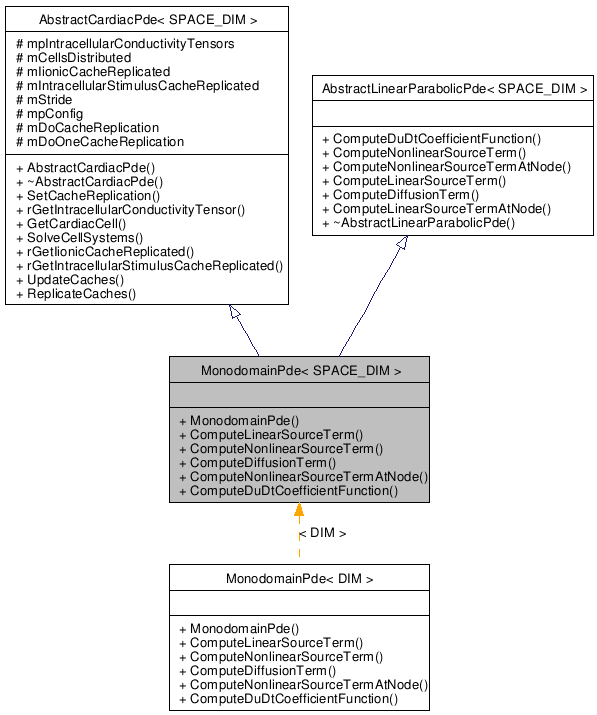 AbstractCardiacPde< SPACE_DIM >
# mpIntracellularConductivityTensors
# mCellsDistributed
# mIionicCacheReplicated
# mIntracellularStimulusCacheReplicated
# mStride
# mpConfig
# mDoCacheReplication
# mDoOneCacheReplication
+ AbstractCardiacPde()
+ ~AbstractCardiacPde()
+ SetCacheReplication()
+ rGetIntracellularConductivityTensor()
+ GetCardiacCell()
+ SolveCellSystems()
+ rGetIionicCacheReplicated()
+ rGetIntracellularStimulusCacheReplicated()
+ UpdateCaches()
+ ReplicateCaches()
AbstractLinearParabolicPde< SPACE_DIM >
+ ComputeDuDtCoefficientFunction()
+ ComputeNonlinearSourceTerm()
+ ComputeNonlinearSourceTermAtNode()
+ ComputeLinearSourceTerm()
+ ComputeDiffusionTerm()
+ ComputeLinearSourceTermAtNode()
+ ~AbstractLinearParabolicPde()
MonodomainPde< SPACE_DIM >
+ MonodomainPde()
+ ComputeLinearSourceTerm()
+ ComputeNonlinearSourceTerm()
+ ComputeDiffusionTerm()
+ ComputeNonlinearSourceTermAtNode()
+ ComputeDuDtCoefficientFunction()
< DIM >
MonodomainPde< DIM >
+ MonodomainPde()
+ ComputeLinearSourceTerm()
+ ComputeNonlinearSourceTerm()
+ ComputeDiffusionTerm()
+ ComputeNonlinearSourceTermAtNode()
+ ComputeDuDtCoefficientFunction()